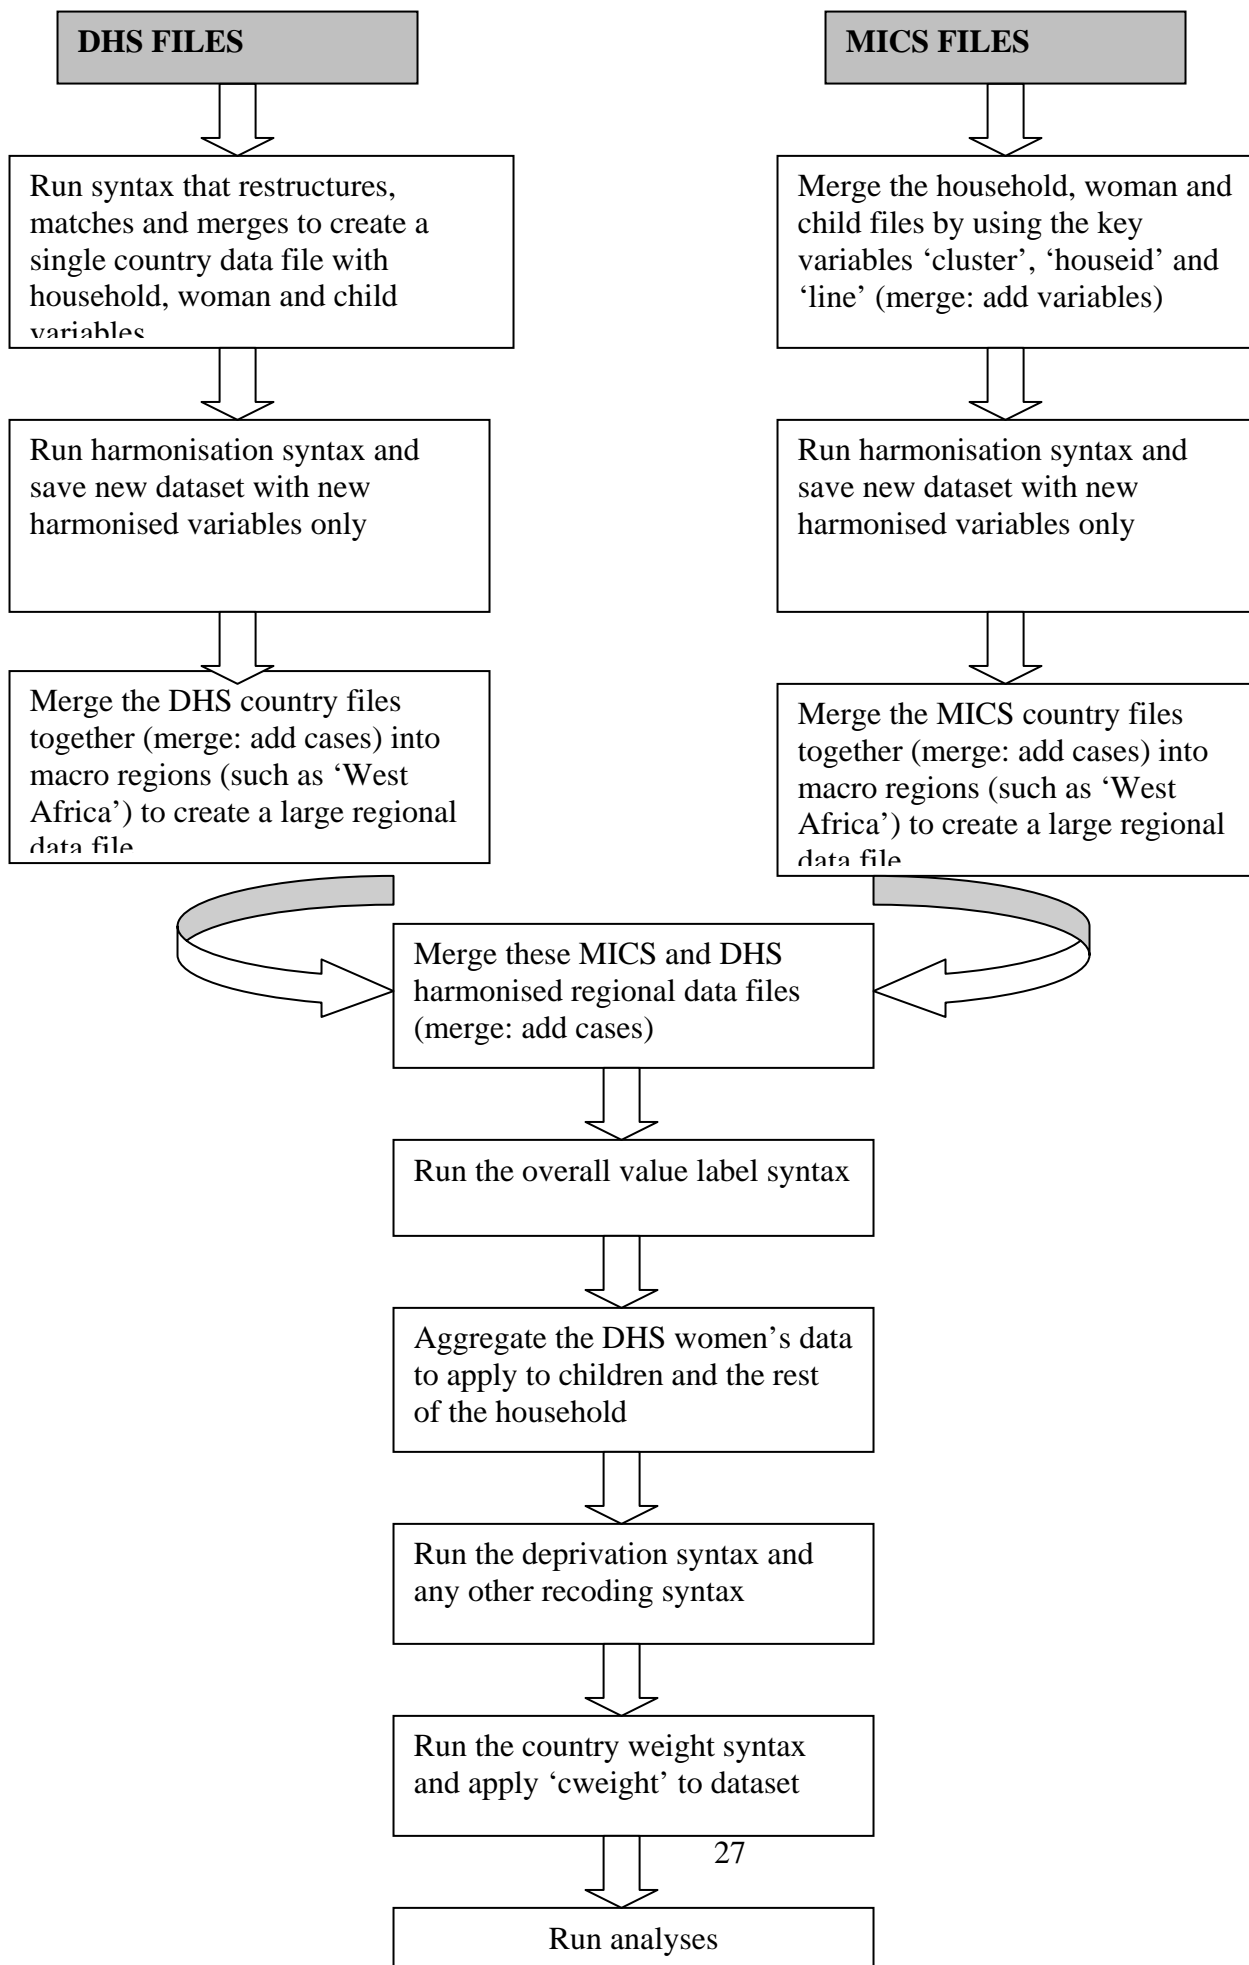 DHS FILES
MICS FILES
Run syntax that restructures,
matches and merges to create a
single country data file with
household, woman and child
variables
Merge the household, woman and
child files by using the key
variables ‘cluster’, ‘houseid’ and
‘line’ (merge: add variables)
Run harmonisation syntax and
save new dataset with new
harmonised variables only
Run harmonisation syntax and
save new dataset with new
harmonised variables only
Merge the DHS country files
together (merge: add cases) into
macro regions (such as ‘West
Africa’) to create a large regional
data file
Merge the MICS country files
together (merge: add cases) into
macro regions (such as ‘West
Africa’) to create a large regional
data file
Merge these MICS and DHS
harmonised regional data files
(merge: add cases)
Run the overall value label syntax
Aggregate the DHS women’s data
to apply to children and the rest
of the household
Run the deprivation syntax and
any other recoding syntax
Run the country weight syntax
and apply ‘cweight’ to dataset
27
Run analyses